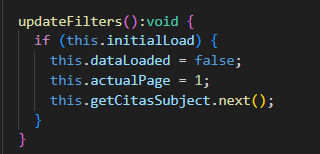 updateFilters():void {
if (this.initialLoad) {
this.dataLoaded = false;
this.actualPage = 1;
this.getCitasSubject.next();
}
}